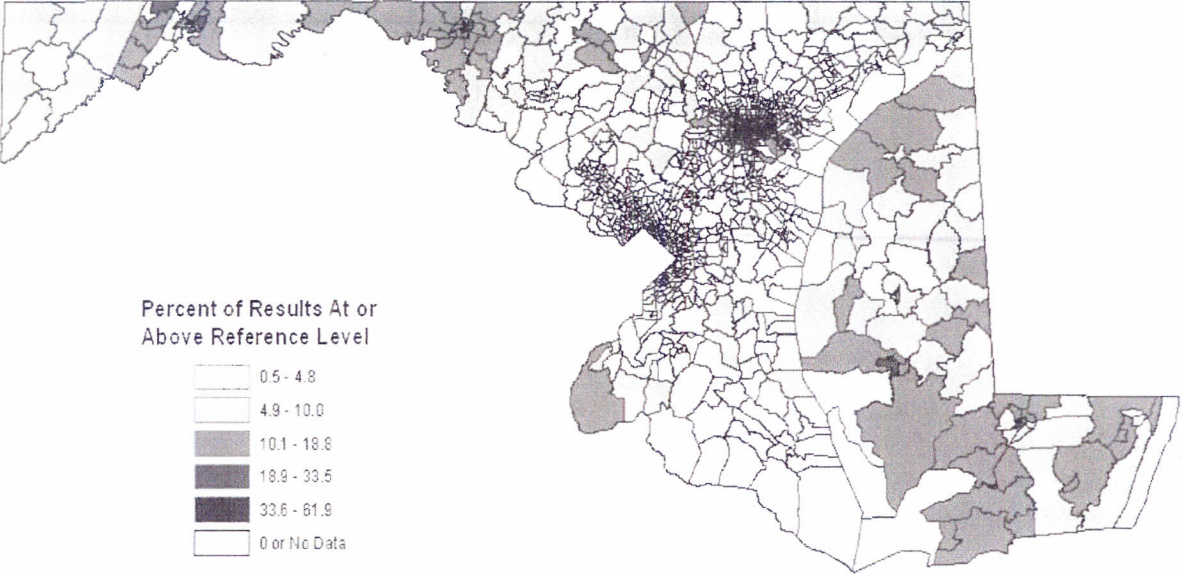 Percent of Results At or
Above Reference Level
0.5 - 4.8
4.9 - 10.0
10.1 - 18.8
18.9 - 33.5
33.6 - 61.9
0 or No Data